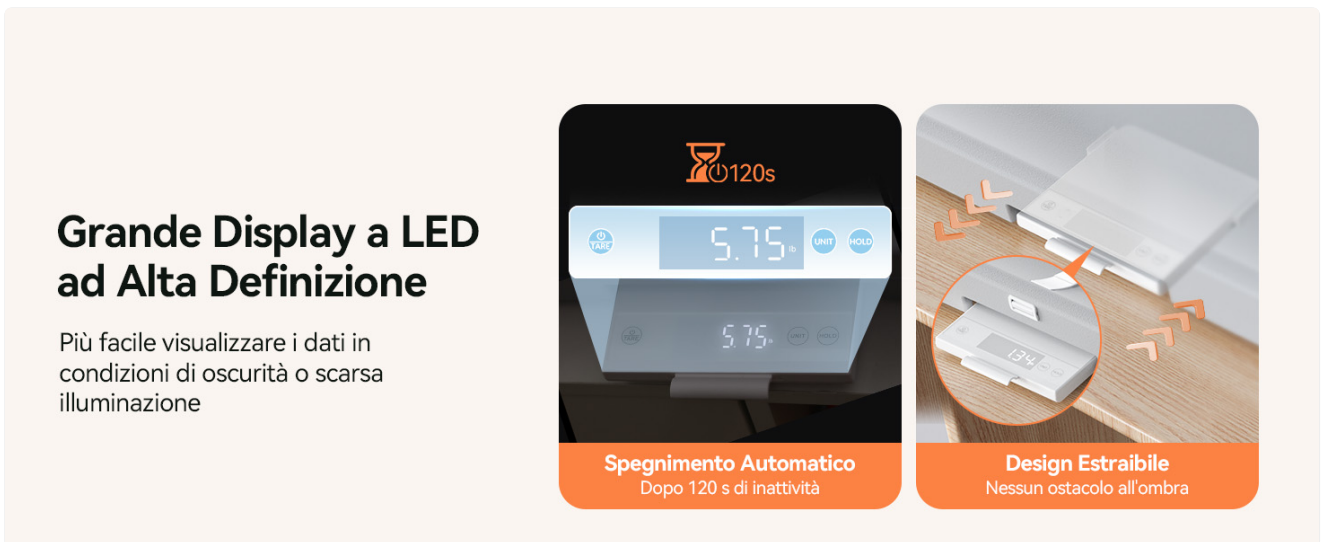 Grande Display a LED
ad Alta Definizione
Più facile visualizzare i dati in
condizioni di oscurità o scarsa
illuminazione
120s
TARE
5.75 lb
UNIT
HOLD
5.75
UNIT
HOLD
Spegnimento Automatico
Dopo 120 s di inattività
134
Design Estraibile
Nessun ostacolo all'ombra